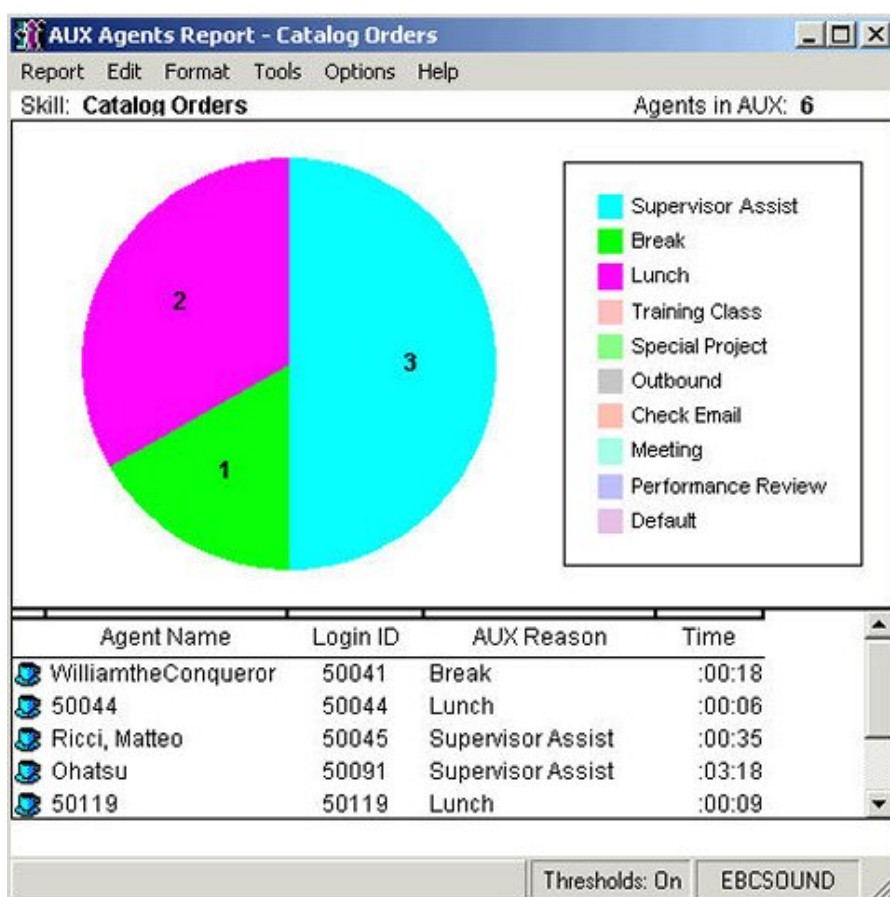 AUX Agents Report - Catalog Orders
Report Edit Format Tools Options Help
Skill: Catalog Orders Agents in AUX: 6
2
3
1
Supervisor Assist
Break
Lunch
Training Class
Special Project
Outbound
Check Email
Meeting
Performance Review
Default
Agent Name Login ID AUX Reason Time
WilliamtheConqueror 50041 Break :00:18
50044 50044 Lunch :00:06
Ricci, Matteo 50045 Supervisor Assist :00:35
Ohatsu 50091 Supervisor Assist :03:18
50119 50119 Lunch :00:09
Thresholds: On EBCSOUND